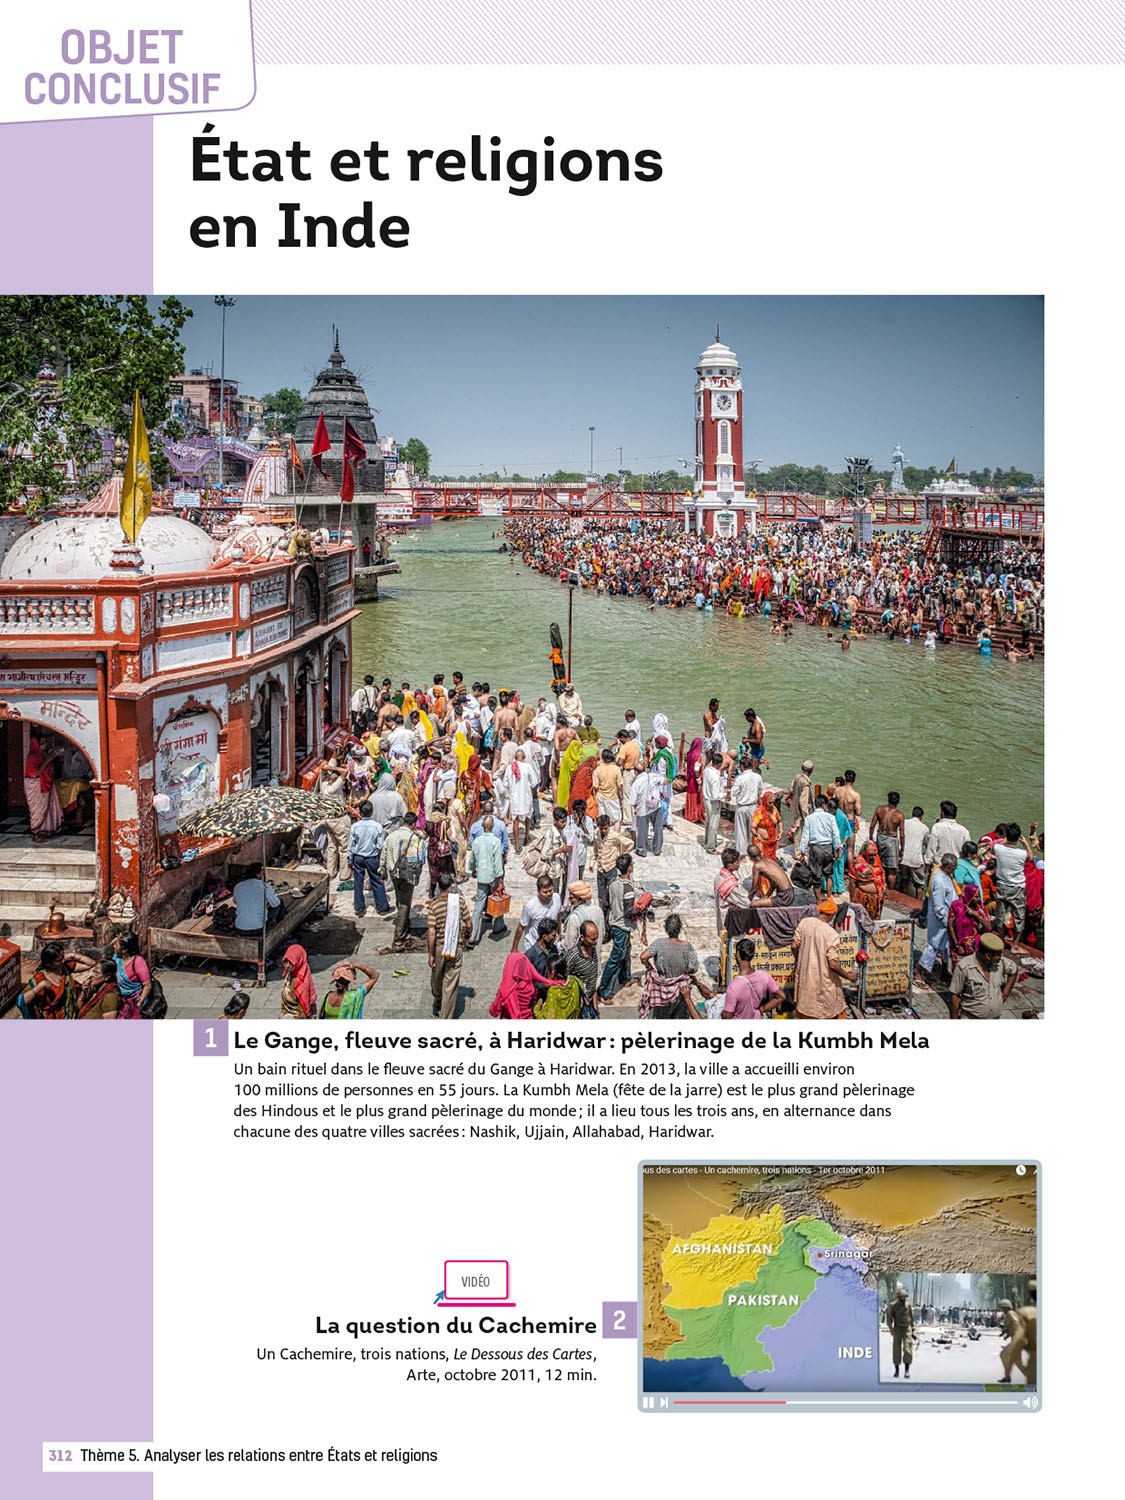 OBJET
CONCLUSIF
État et religions
en Inde
मन्दिर
1 Le Gange, fleuve sacré, à Haridwar : pèlerinage de la Kumbh Mela
Un bain rituel dans le fleuve sacré du Gange à Haridwar. En 2013, la ville a accueilli environ
100 millions de personnes en 55 jours. La Kumbh Mela (fête de la jarre) est le plus grand pèlerinage
des Hindous et le plus grand pèlerinage du monde ; il a lieu tous les trois ans, en alternance dans
chacune des quatre villes sacrées : Nashik, Ujjain, Allahabad, Haridwar.
ous des cartes - Un cachemire, trois nations - 1er octobre 2011
AFGHANISTAN
Srinagar
PAKISTAN
INDE
VIDÉO
La question du Cachemire 2
Un Cachemire, trois nations, Le Dessous des Cartes,
Arte, octobre 2011, 12 min.
312 Thème 5. Analyser les relations entre États et religions